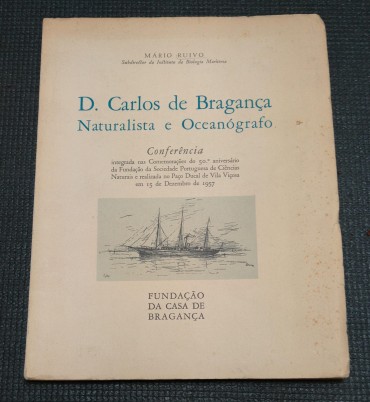 MÁRIO RUIVO
Subdirector do Instituto de Biologia Marítima
D. Carlos de Bragança
Naturalista e Oceanógrafo
Conferência
integrada nas Comemorações do 50.º aniversário
da Fundação da Sociedade Portuguesa de Ciências
Naturais e realizada no Paço Ducal de Vila Viçosa
em 15 de Dezembro de 1957
FUNDAÇÃO
DA CASA DE
BRAGANÇA